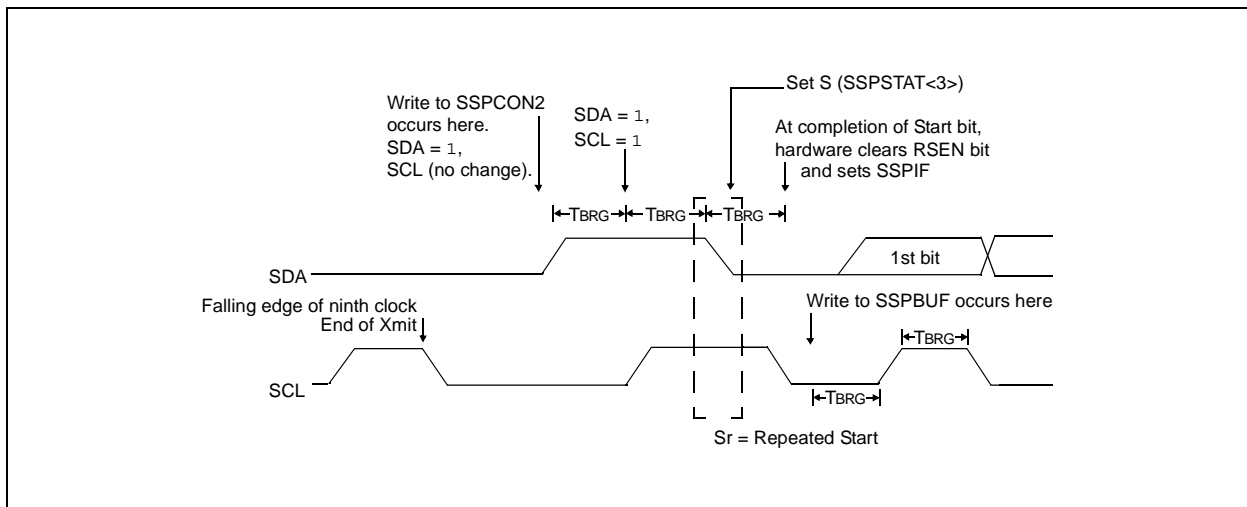 Set S (SSPSTAT<3>)
Write to SSPCON2
occurs here.
SDA = 1,
SCL (no change).
SDA = 1,
SCL = 1
At completion of Start bit,
hardware clears RSEN bit
and sets SSPIF
TBRG
TBRG
TBRG
SDA
1st bit
Falling edge of ninth clock
End of Xmit
Write to SSPBUF occurs here
TBRG
SCL
TBRG
Sr = Repeated Start